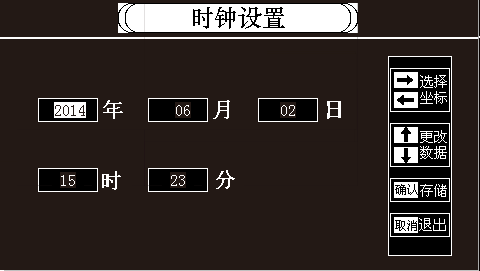 时钟设置
2014 年 06 月 02 日
15 时 23 分
→ 选择
← 坐标
↑ 更改
↓ 数据
确认 存储
取消 退出